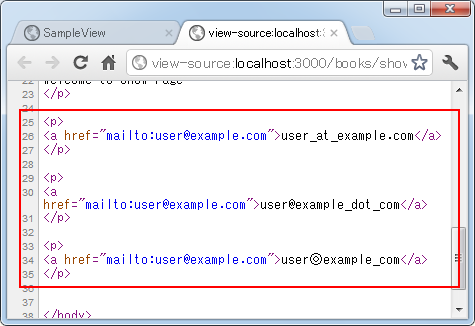 SampleView
view-source:localhost:3
view-source:localhost:3000/books/show
22 Welcome to Show Page
23 </p>
24
25 <p>
26 <a href="mailto:user@example.com">user_at_example.com</a>
27 </p>
28
29 <p>
30 <a
href="mailto:user@example.com">user@example_dot_com</a>
31 </p>
32
33 <p>
34 <a href="mailto:user@example.com">user◎example_com</a>
35 </p>
36
37
38 </body>